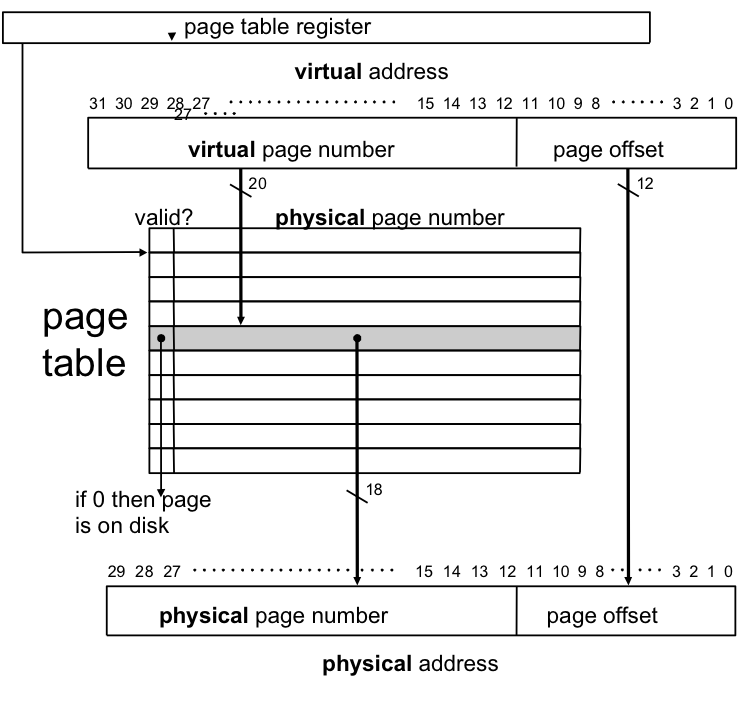 page table register
virtual address
31 30 29 28 27 ·················· 15 14 13 12 11 10 9 8 ······ 3 2 1 0
27 ····
virtual page number page offset
20 12
valid? physical page number
page
table
18
if 0 then page
is on disk
29 28 27 ······················ 15 14 13 12 11 10 9 8 ······ 3 2 1 0
physical page number page offset
physical address